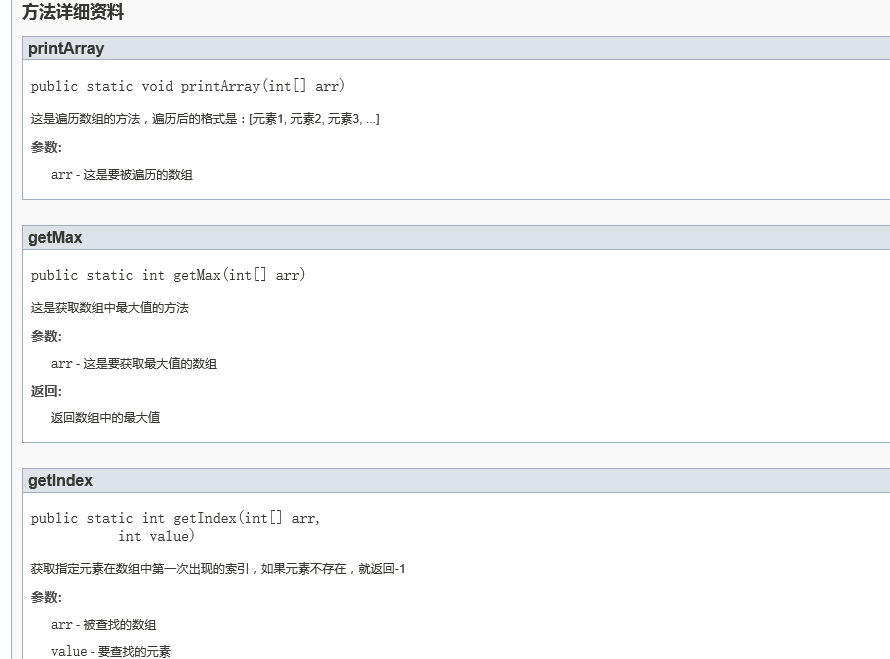 方法详细资料
printArray
public static void printArray(int[] arr)
这是遍历数组的方法，遍历后的格式是：[元素1, 元素2, 元素3, ...]
参数:
arr - 这是要被遍历的数组
getMax
public static int getMax(int[] arr)
这是获取数组中最大值的方法
参数:
arr - 这是要获取最大值的数组
返回:
返回数组中的最大值
getIndex
public static int getIndex(int[] arr,
int value)
获取指定元素在数组中第一次出现的索引，如果元素不存在，就返回-1
参数:
arr - 被查找的数组
value - 要查找的元素